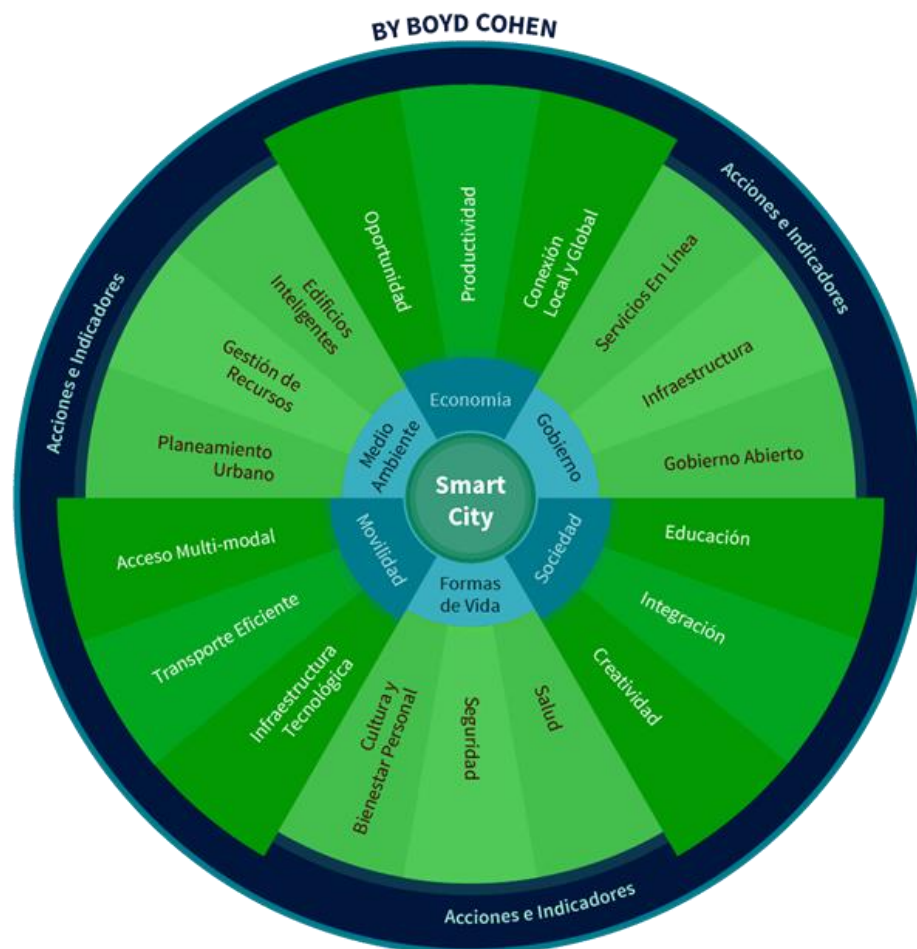 BY BOYD COHEN
Acciones e Indicadores
Acciones e Indicadores
Acciones e Indicadores
Smart
City
Economía
Oportunidad
Productividad
Conexión
Local y Global
Gobierno
Servicios En Línea
Infraestructura
Gobierno Abierto
Sociedad
Educación
Integración
Creatividad
Formas
de Vida
Salud
Seguridad
Cultura y
Bienestar Personal
Movilidad
Infraestructura
Tecnológica
Transporte Eficiente
Acceso Multi-modal
Medio
Ambiente
Planeamiento
Urbano
Gestión de
Recursos
Edificios
Inteligentes